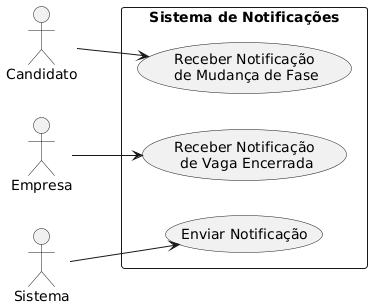 Sistema de Notificações
Candidato
Receber Notificação
de Mudança de Fase
Empresa
Receber Notificação
de Vaga Encerrada
Sistema
Enviar Notificação